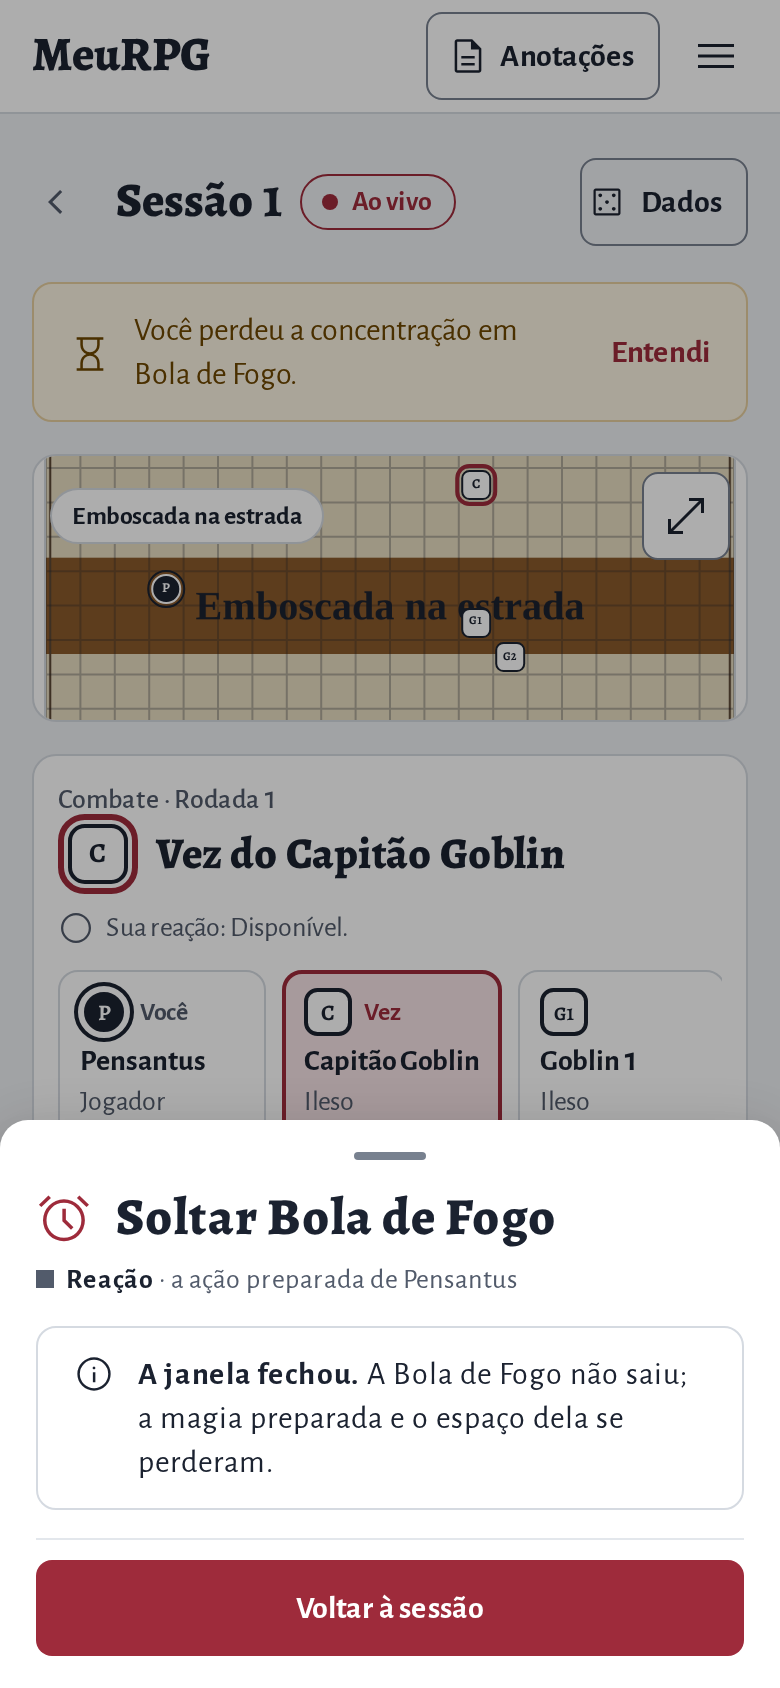 MeuRPG
Anotações
Sessão 1
Ao vivo
Dados
Você perdeu a concentração em
Bola de Fogo.
Entendi
C
Emboscada na estrada
P
Emboscada na estrada
G1
G2
Combate · Rodada 1
C
Vez do Capitão Goblin
Sua reação: Disponível.
P
Você
Pensantus
Jogador
C
Vez
Capitão Goblin
Ileso
G1
Goblin 1
Ileso
Soltar Bola de Fogo
Reação · a ação preparada de Pensantus
A janela fechou. A Bola de Fogo não saiu;
a magia preparada e o espaço dela se
perderam.
Voltar à sessão